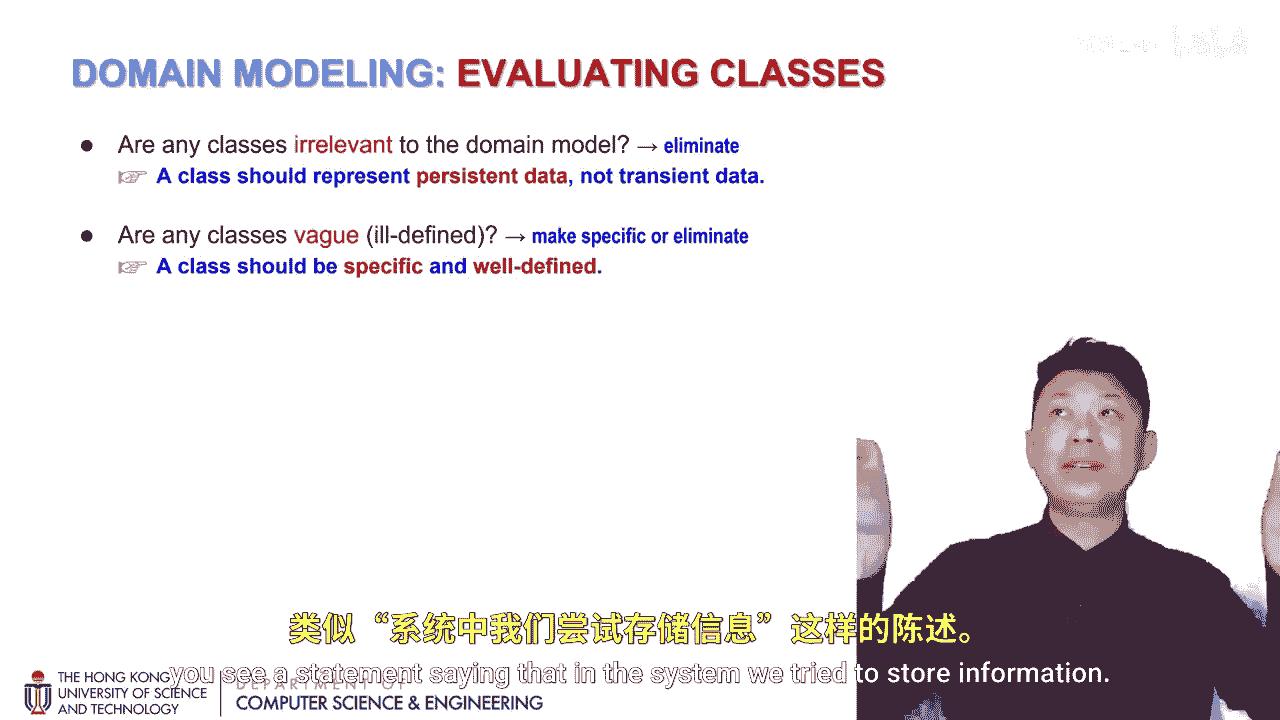 DOMAIN MODELING: EVALUATING CLASSES
● Are any classes irrelevant to the domain model? → eliminate
☞ A class should represent persistent data, not transient data.
● Are any classes vague (ill-defined)? → make specific or eliminate
☞ A class should be specific and well-defined.
类似“系统中我们尝试存储信息”这样的陈述。
you see a statement saying that in the system we tried to store information.
THE HONG KONG
UNIVERSITY OF SCIENCE
AND TECHNOLOGY
DEPARTMENT OF
COMPUTER SCIENCE & ENGINEERING